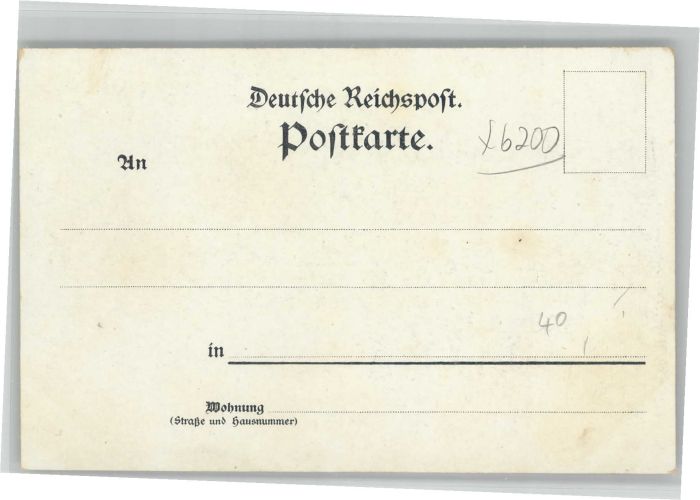 Deutſche Reichspoſt.
Poſtkarte.
An
x6200
40
in
Wohnung
(Straße und Hausnummer)